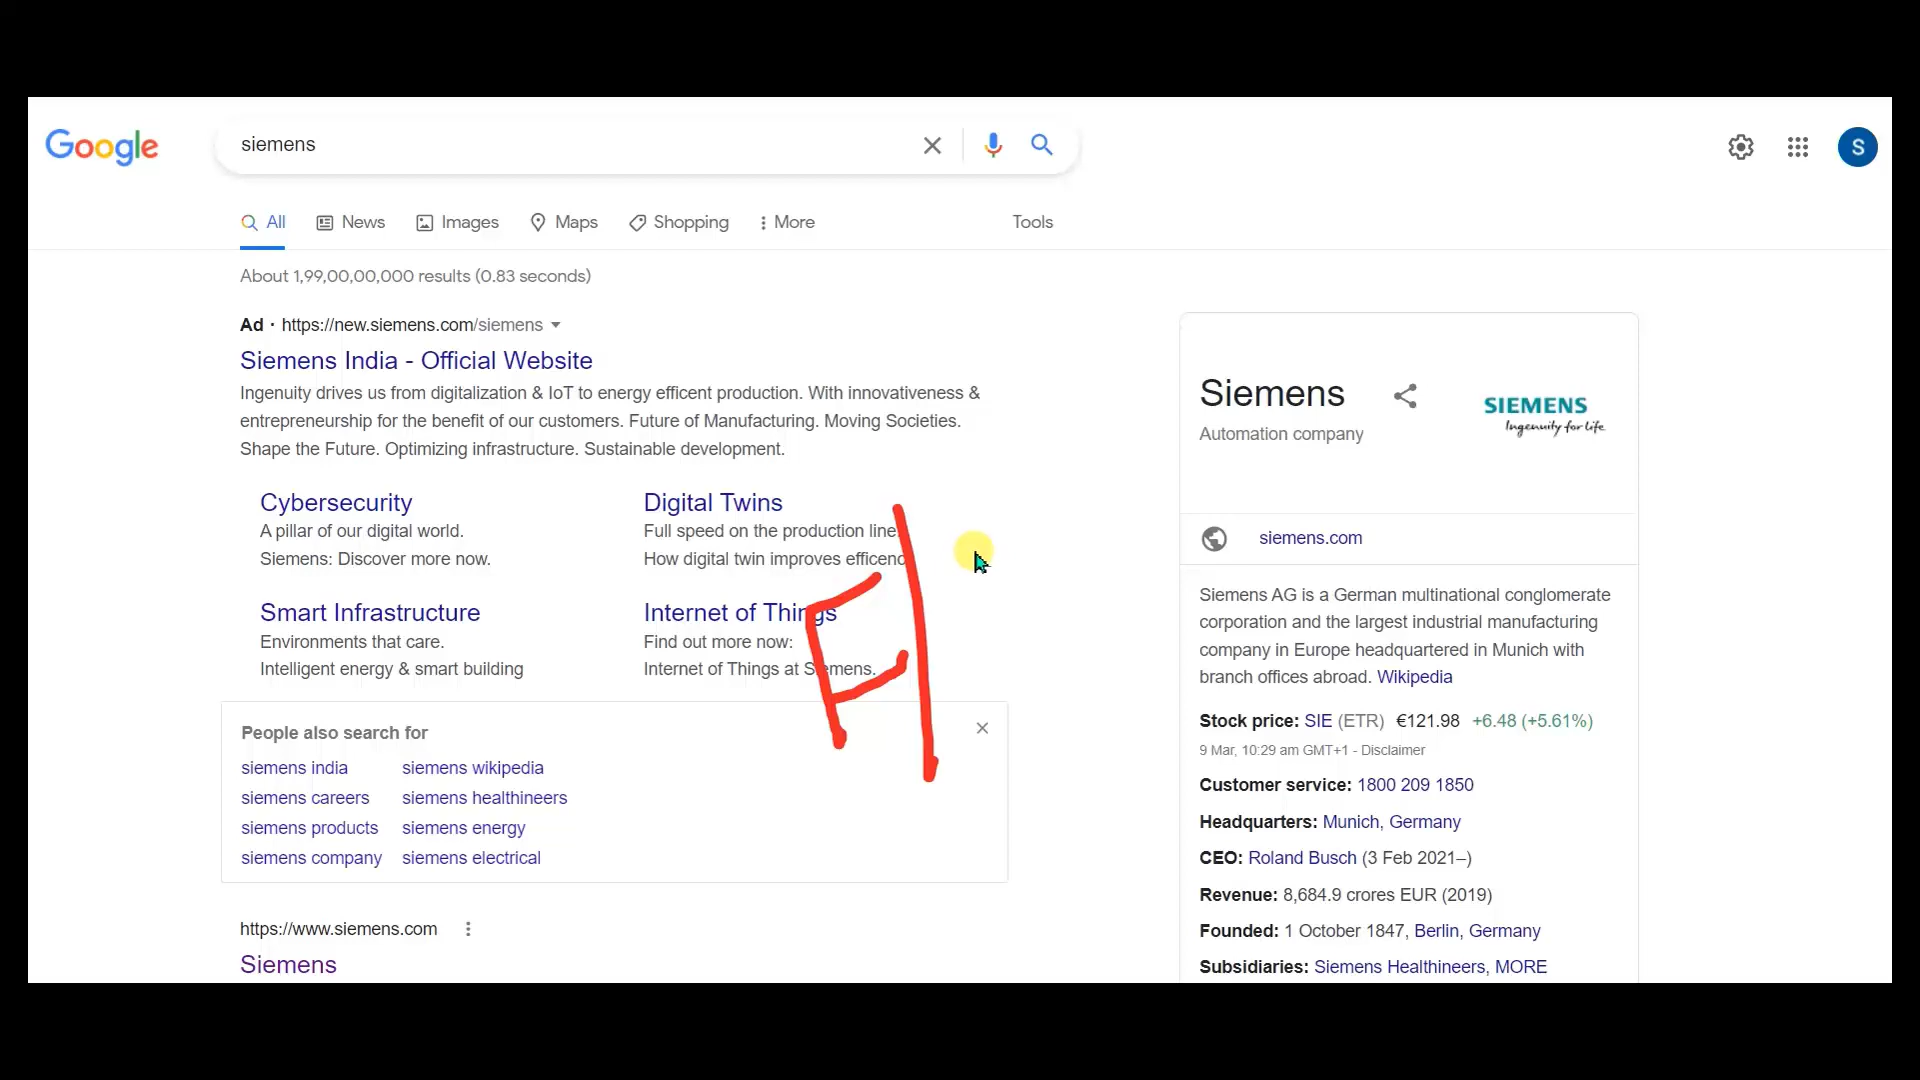 Google
siemens
All News Images Maps Shopping More Tools
S
About 1,99,00,00,000 results (0.83 seconds)
Ad · https://new.siemens.com/siemens
Siemens India - Official Website
Ingenuity drives us from digitalization & IoT to energy efficent production. With innovativeness &
entrepreneurship for the benefit of our customers. Future of Manufacturing. Moving Societies.
Shape the Future. Optimizing infrastructure. Sustainable development.
Cybersecurity
A pillar of our digital world.
Siemens: Discover more now.
Digital Twins
Full speed on the production line.
How digital twin improves efficenc
Smart Infrastructure
Environments that care.
Intelligent energy & smart building
Internet of Things
Find out more now:
Internet of Things at Siemens.
People also search for
siemens india
siemens wikipedia
siemens careers
siemens healthineers
siemens products
siemens energy
siemens company
siemens electrical
https://www.siemens.com
Siemens
Siemens
Automation company
SIEMENS
Ingenuity for life
siemens.com
Siemens AG is a German multinational conglomerate
corporation and the largest industrial manufacturing
company in Europe headquartered in Munich with
branch offices abroad. Wikipedia
Stock price: SIE (ETR) €121.98 +6.48 (+5.61%)
9 Mar, 10:29 am GMT+1 - Disclaimer
Customer service: 1800 209 1850
Headquarters: Munich, Germany
CEO: Roland Busch (3 Feb 2021–)
Revenue: 8,684.9 crores EUR (2019)
Founded: 1 October 1847, Berlin, Germany
Subsidiaries: Siemens Healthineers, MORE